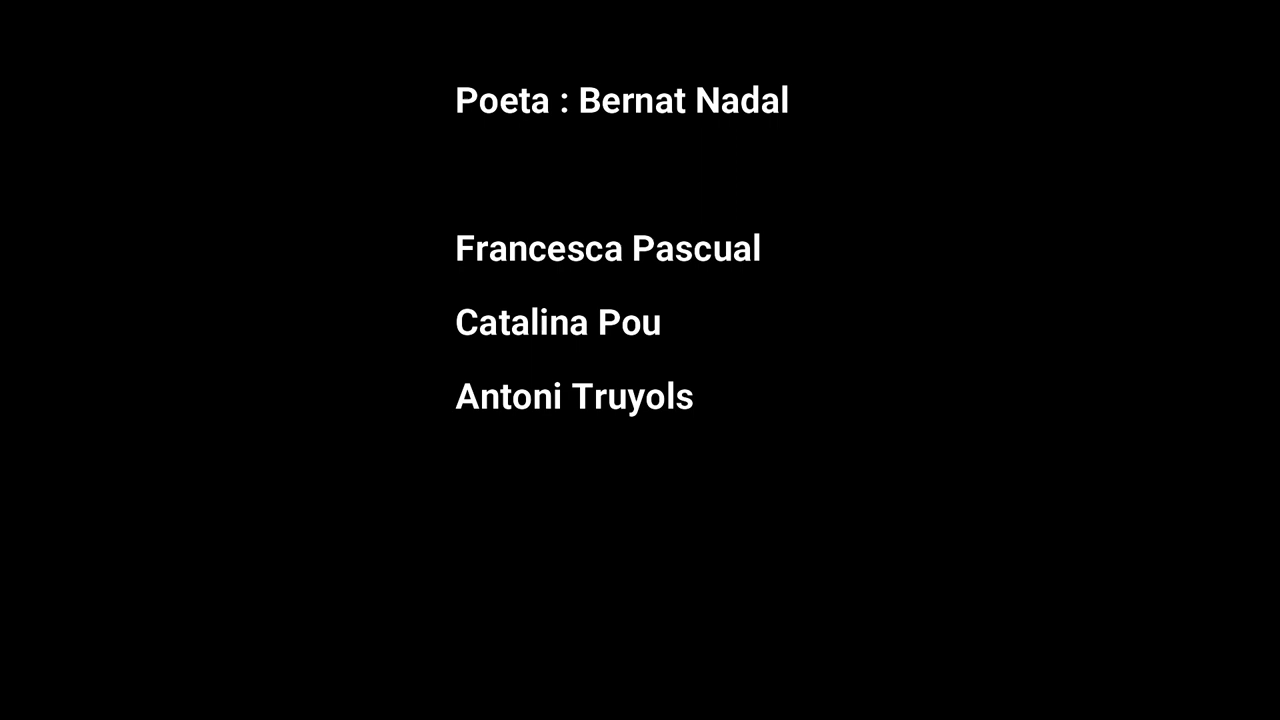 Poeta : Bernat Nadal
Francesca Pascual
Catalina Pou
Antoni Truyols